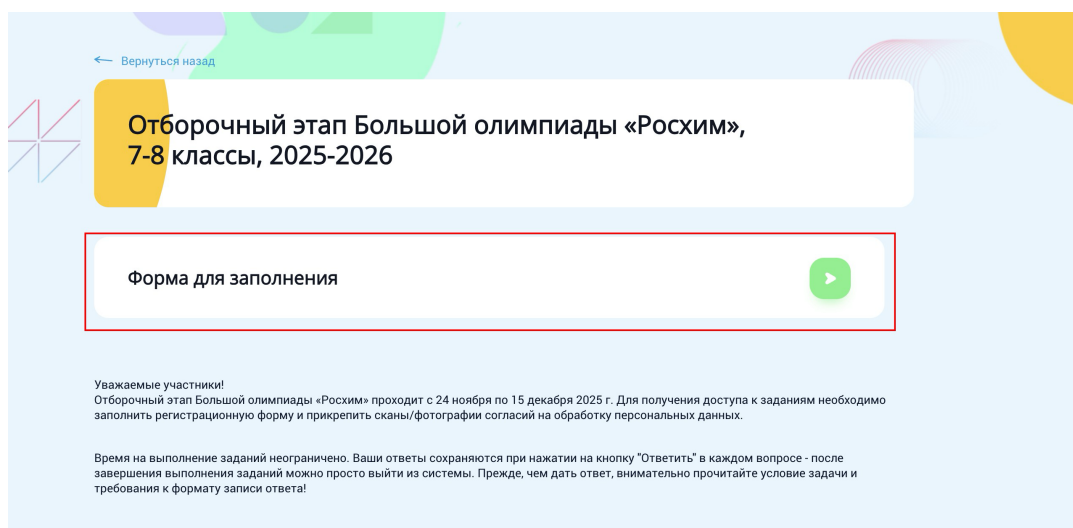 Вернуться назад
Отборочный этап Большой олимпиады «Росхим»,
7-8 классы, 2025-2026
Форма для заполнения
Уважаемые участники!
Отборочный этап Большой олимпиады «Росхим» проходит с 24 ноября по 15 декабря 2025 г. Для получения доступа к заданиям необходимо
заполнить регистрационную форму и прикрепить сканы/фотографии согласий на обработку персональных данных.
Время на выполнение заданий неограничено. Ваши ответы сохраняются при нажатии на кнопку "Ответить" в каждом вопросе - после
завершения выполнения заданий можно просто выйти из системы. Прежде, чем дать ответ, внимательно прочитайте условие задачи и
требования к формату записи ответа!